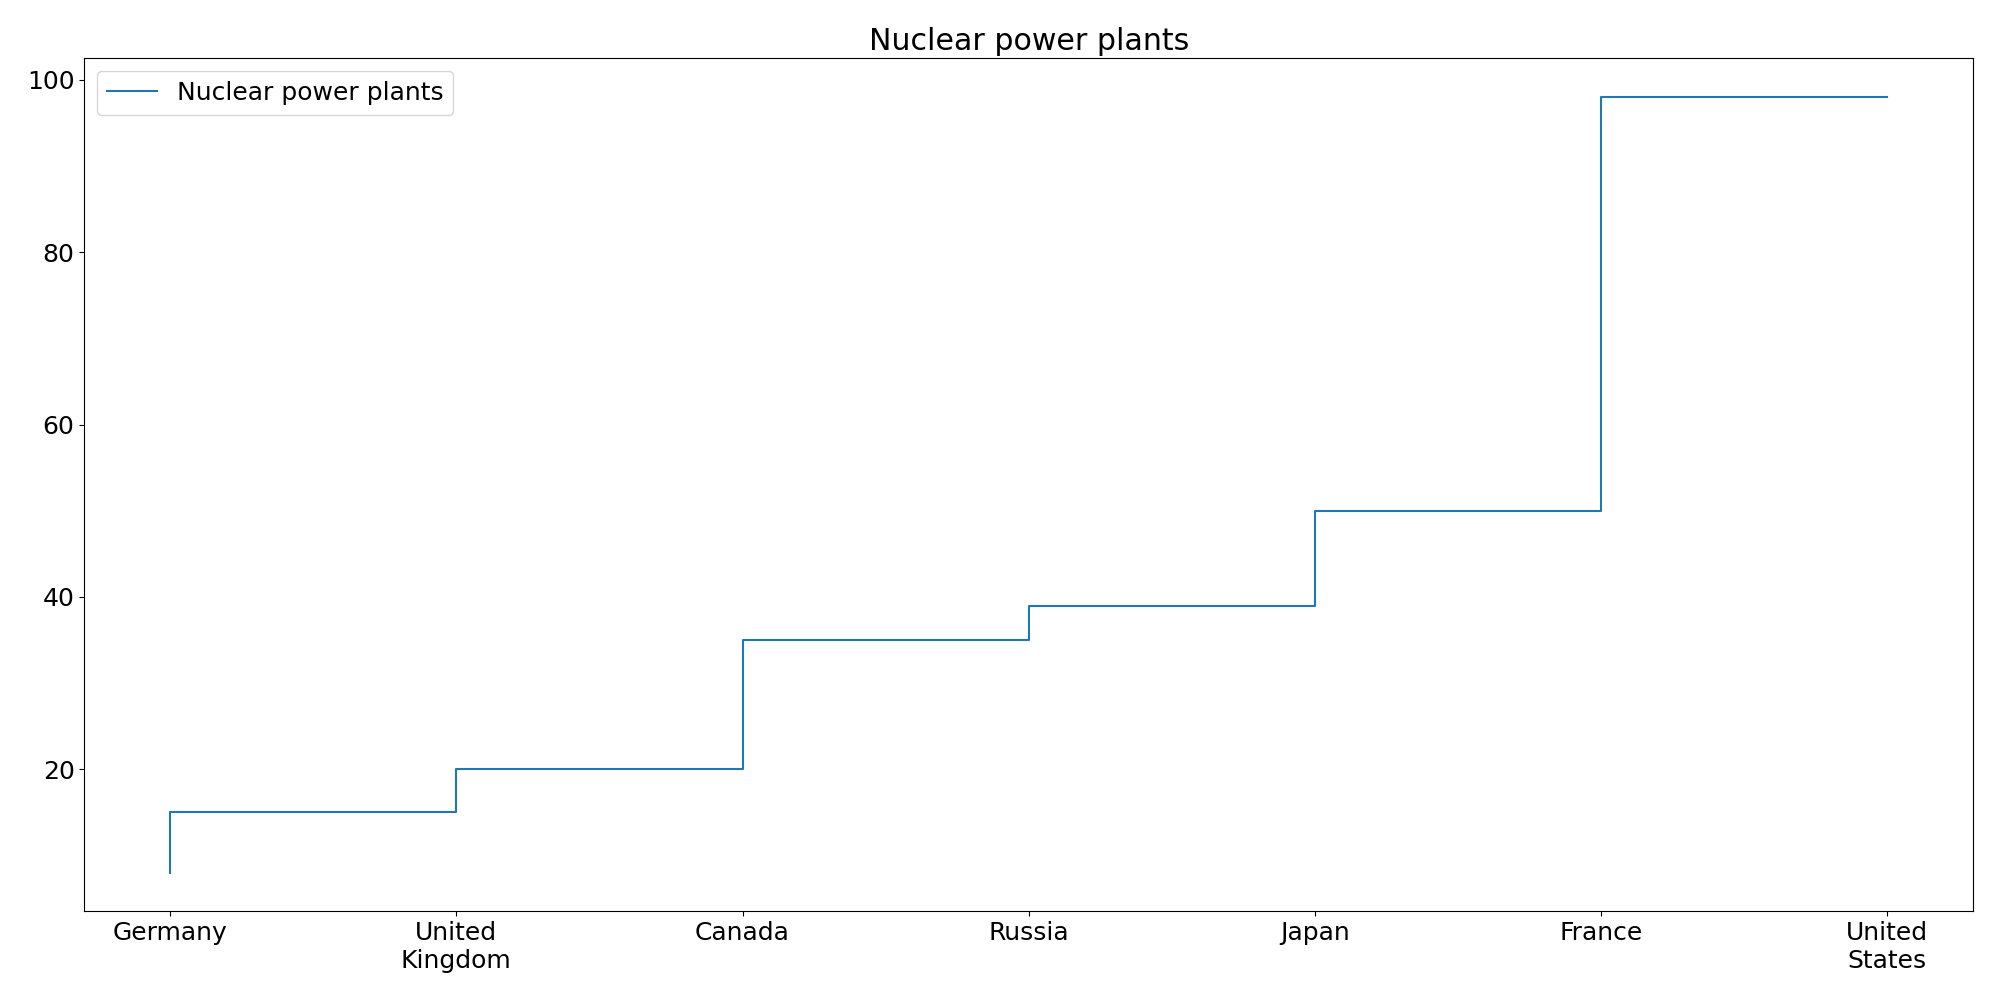 Nuclear power plants
Nuclear power plants
100
80
60
40
20
Germany
United
Kingdom
Canada
Russia
Japan
France
United
States